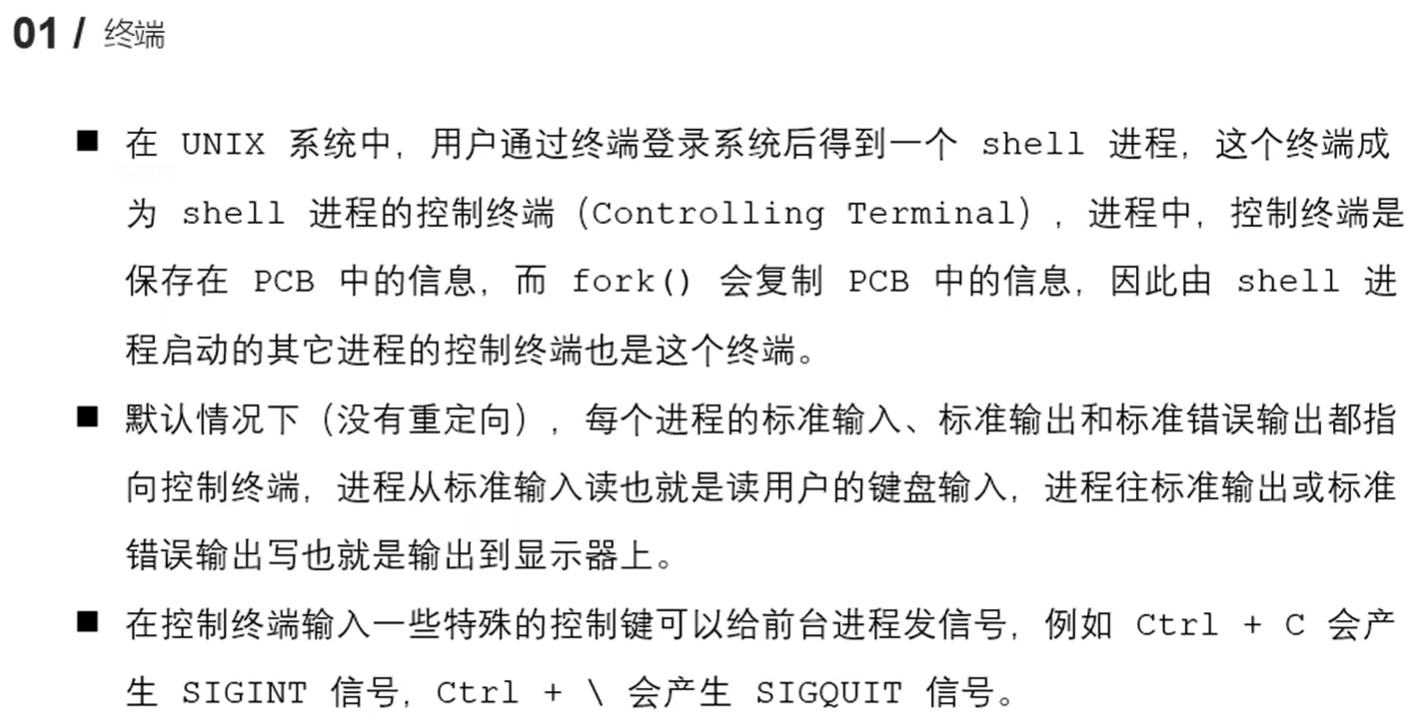 01 / 终端
■ 在 UNIX 系统中，用户通过终端登录系统后得到一个 shell 进程，这个终端成
为 shell 进程的控制终端（Controlling Terminal），进程中，控制终端是
保存在 PCB 中的信息，而 fork() 会复制 PCB 中的信息，因此由 shell 进
程启动的其它进程的控制终端也是这个终端。
■ 默认情况下（没有重定向），每个进程的标准输入、标准输出和标准错误输出都指
向控制终端，进程从标准输入读也就是读用户的键盘输入，进程往标准输出或标准
错误输出写也就是输出到显示器上。
■ 在控制终端输入一些特殊的控制键可以给前台进程发信号，例如 Ctrl + C 会产
生 SIGINT 信号，Ctrl + \ 会产生 SIGQUIT 信号。